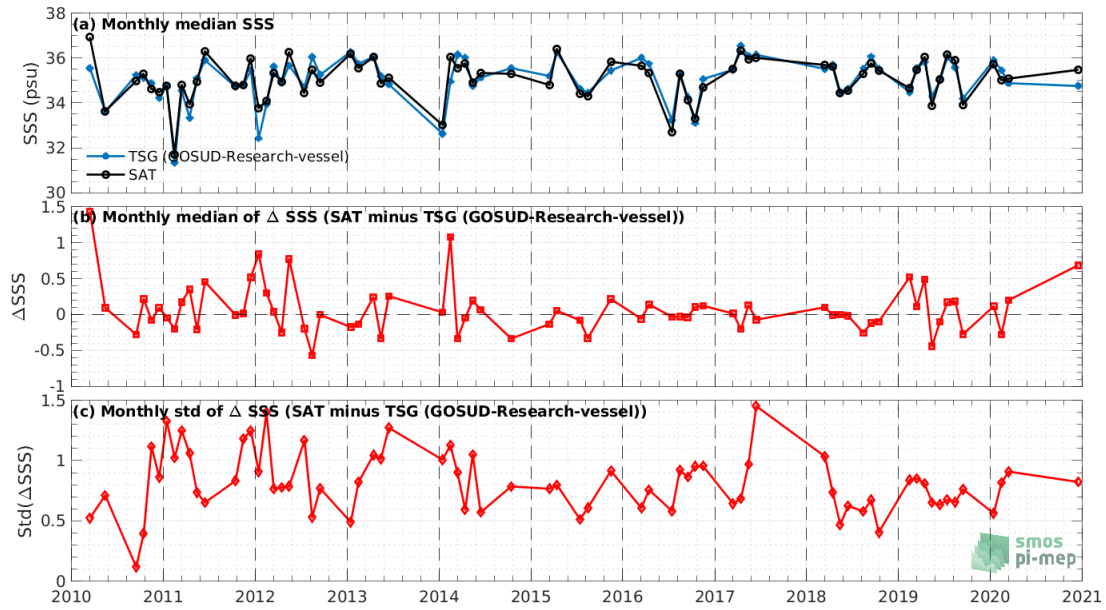 (a) Monthly median SSS
38
36
34
32
30
SSS (psu)
TSG (GOSUD-Research-vessel)
SAT
(b) Monthly median of Δ SSS (SAT minus TSG (GOSUD-Research-vessel))
1.5
1
0.5
0
-0.5
-1
ΔSSS
(c) Monthly std of Δ SSS (SAT minus TSG (GOSUD-Research-vessel))
1.5
1
0.5
0
Std(ΔSSS)
2010 2011 2012 2013 2014 2015 2016 2017 2018 2019 2020 2021
smos
pi-mep